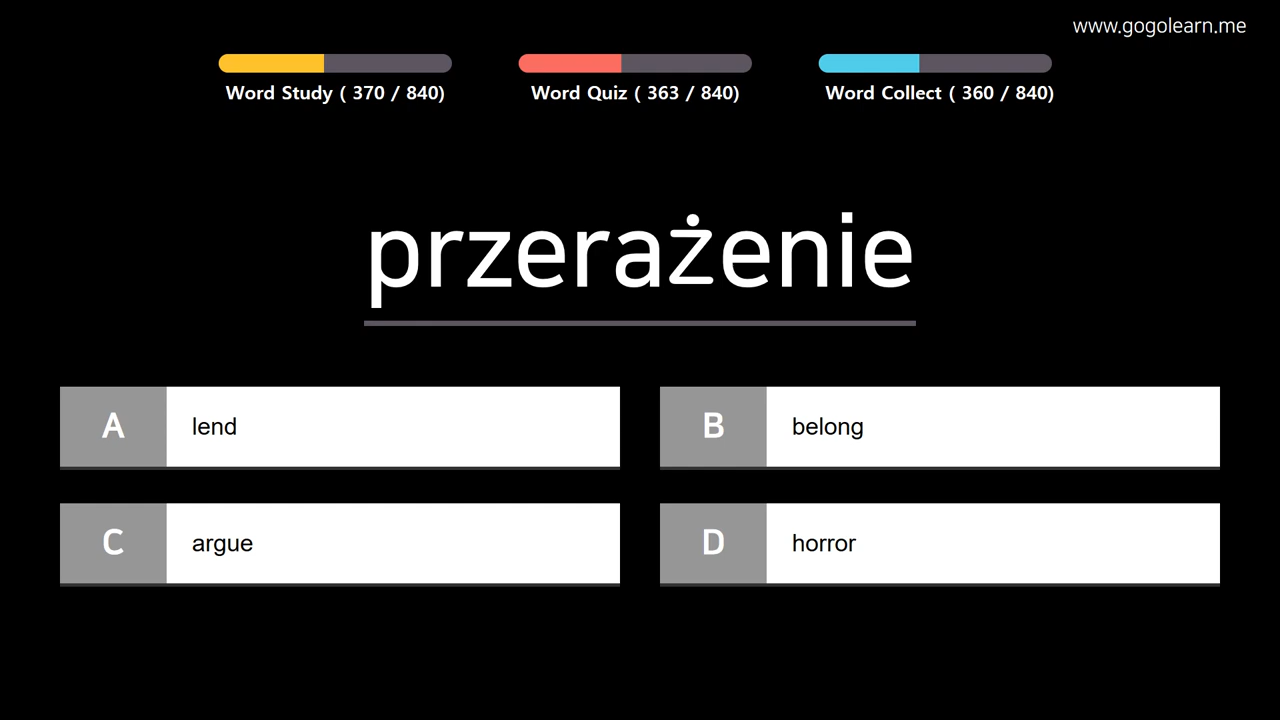 www.gogolearn.me
Word Study ( 370 / 840)
Word Quiz ( 363 / 840)
Word Collect ( 360 / 840)
przerażenie
A lend
B belong
C argue
D horror